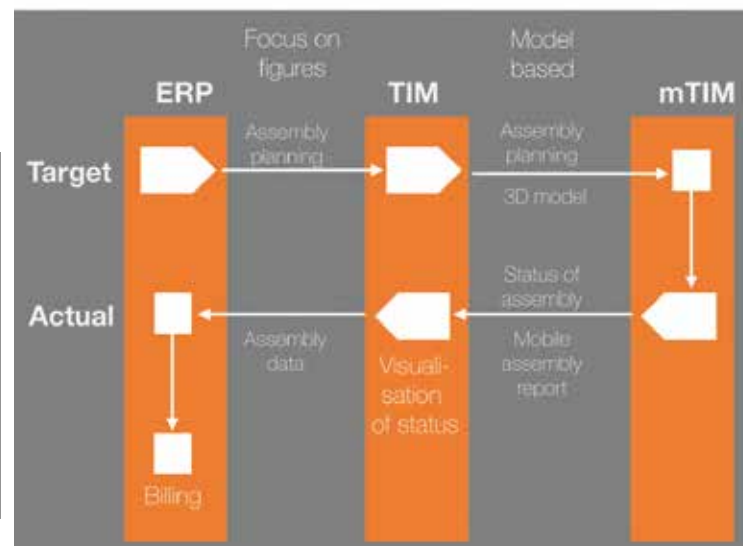 Focus on
figures
Model
based
ERP
TIM
mTIM
Target
Assembly
planning
Assembly
planning
3D model
Actual
Status of
assembly
Assembly
data
Mobile
assembly
report
Visuali-
sation
of status
Billing